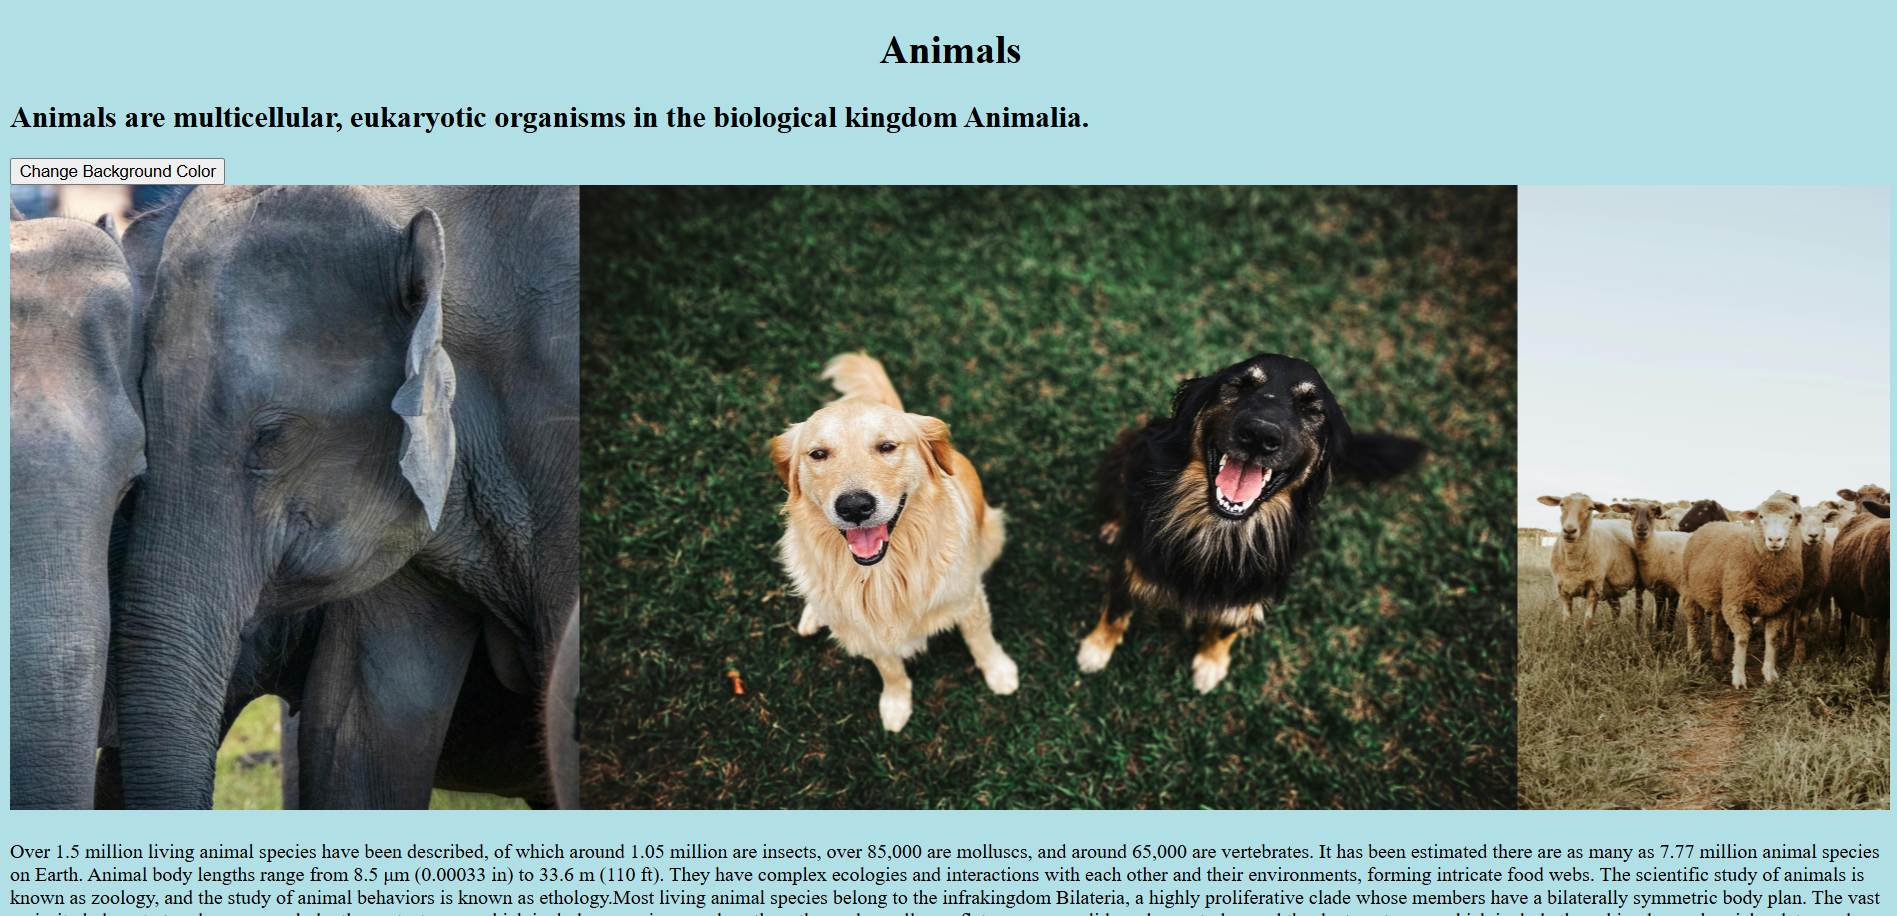 Animals
Animals are multicellular, eukaryotic organisms in the biological kingdom Animalia.
Change Background Color
Over 1.5 million living animal species have been described, of which around 1.05 million are insects, over 85,000 are molluscs, and around 65,000 are vertebrates. It has been estimated there are as many as 7.77 million animal species
on Earth. Animal body lengths range from 8.5 μm (0.00033 in) to 33.6 m (110 ft). They have complex ecologies and interactions with each other and their environments, forming intricate food webs. The scientific study of animals is
known as zoology, and the study of animal behaviors is known as ethology.Most living animal species belong to the infrakingdom Bilateria, a highly proliferative clade whose members have a bilaterally symmetric body plan. The vast